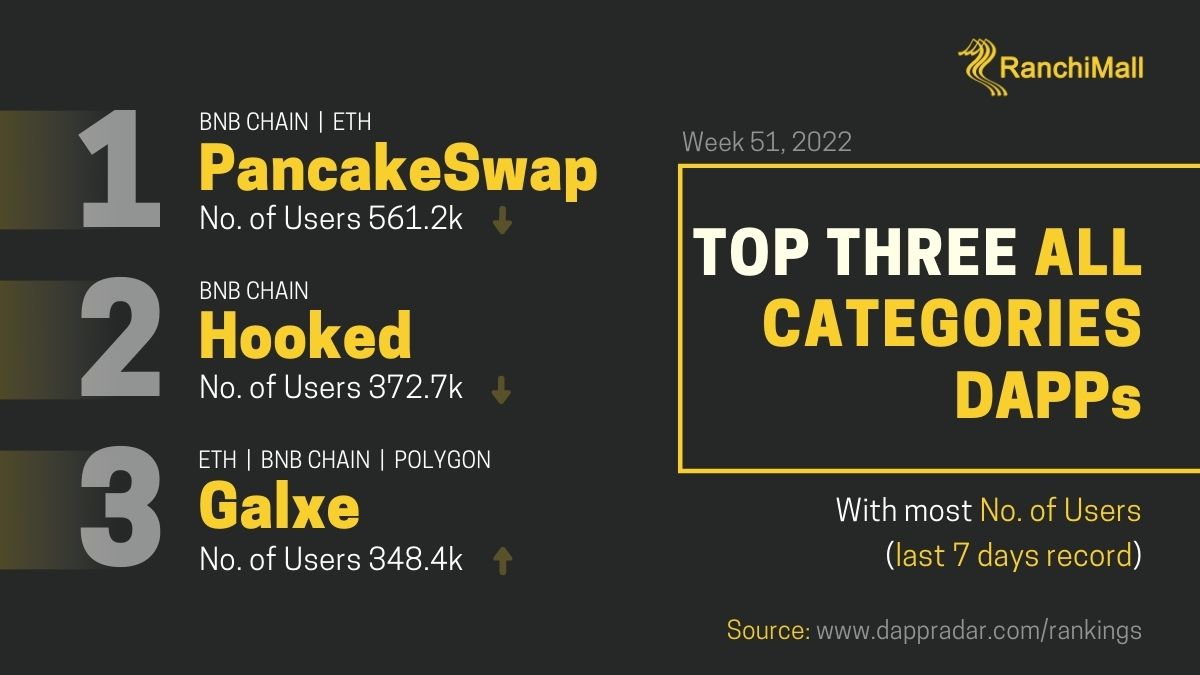 RanchiMall
1
BNB CHAIN | ETH
PancakeSwap
No. of Users 561.2k
2
BNB CHAIN
Hooked
No. of Users 372.7k
3
ETH | BNB CHAIN | POLYGON
Galxe
No. of Users 348.4k
Week 51, 2022
TOP THREE ALL
CATEGORIES
DAPPs
With most No. of Users
(last 7 days record)
Source: www.dappradar.com/rankings